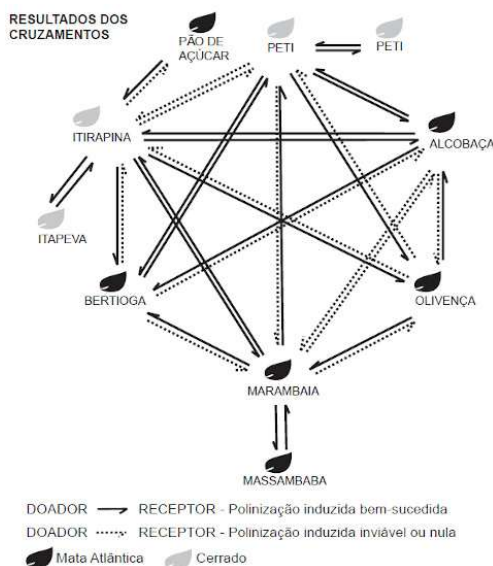 RESULTADOS DOS
CRUZAMENTOS
PÃO DE
AÇÚCAR
PETI
PETI
ITIRAPINA
ALCOBAÇA
ITAPEVA
BERTIOGA
OLIVENÇA
MARAMBAIA
MASSAMBABA
DOADOR RECEPTOR - Polinização induzida bem-sucedida
DOADOR RECEPTOR - Polinização induzida inviável ou nula
Mata Atlântica Cerrado